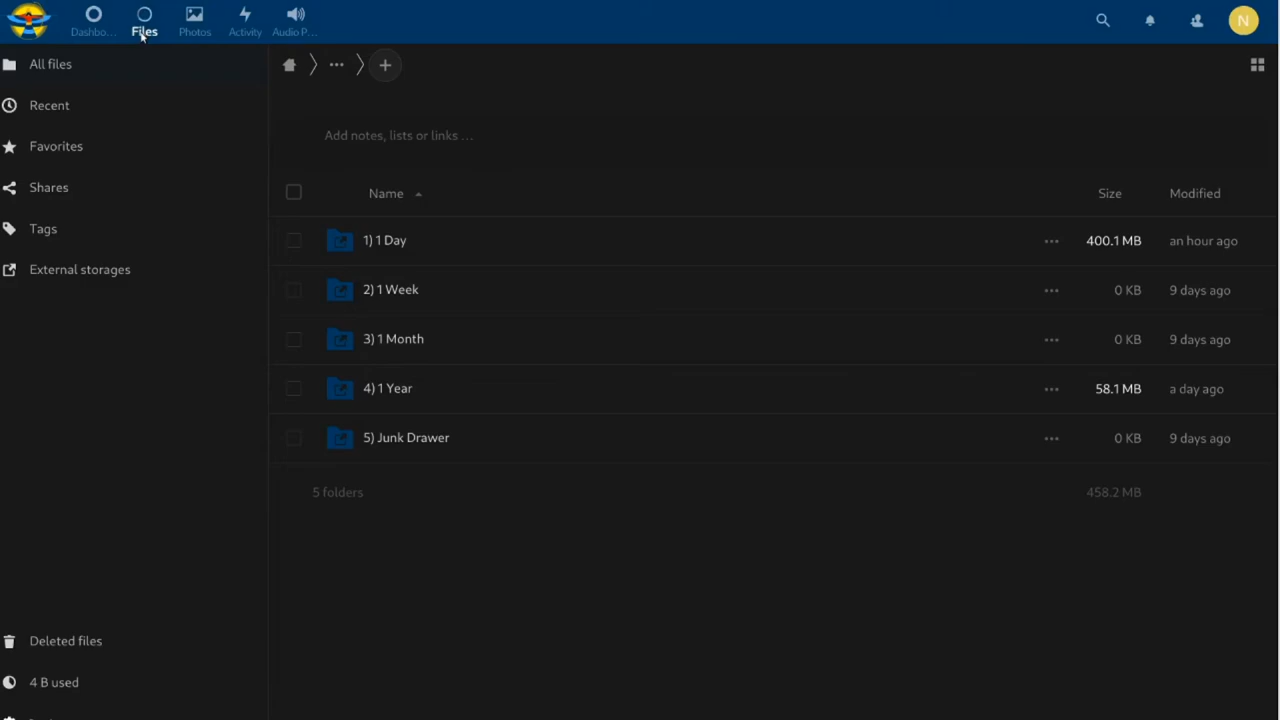 Dashbo... Files Photos Activity Audio P...
N
All files
Recent
Favorites
Shares
Tags
External storages
Add notes, lists or links ...
Name Size Modified
1) 1 Day ... 400.1 MB an hour ago
2) 1 Week ... 0 KB 9 days ago
3) 1 Month ... 0 KB 9 days ago
4) 1 Year ... 58.1 MB a day ago
5) Junk Drawer ... 0 KB 9 days ago
5 folders 458.2 MB
Deleted files
4 B used